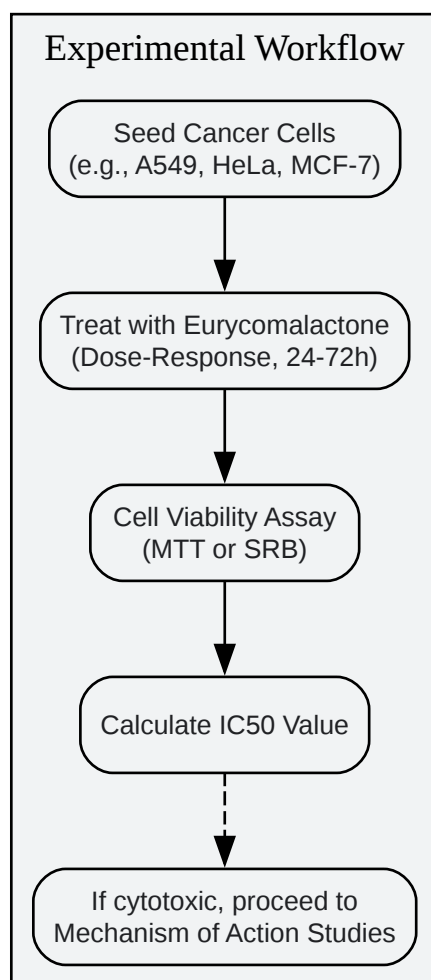 Experimental Workflow
Seed Cancer Cells
(e.g., A549, HeLa, MCF-7)
Treat with Eurycomalactone
(Dose-Response, 24-72h)
Cell Viability Assay
(MTT or SRB)
Calculate IC50 Value
If cytotoxic, proceed to
Mechanism of Action Studies